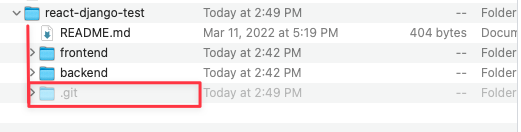 react-django-test Today at 2:49 PM -- Folder
README.md Mar 11, 2022 at 5:19 PM 404 bytes Docum
frontend Today at 2:42 PM -- Folder
backend Today at 2:42 PM -- Folder
.git Today at 2:49 PM -- Folder